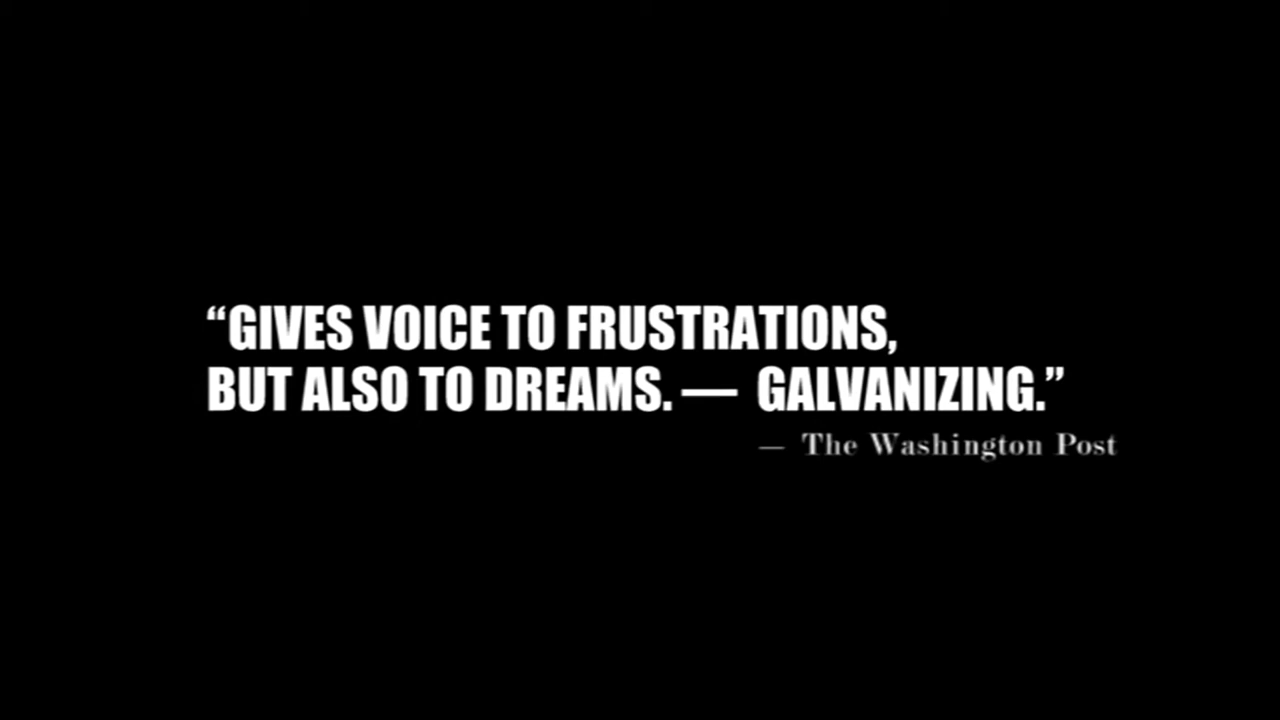 “GIVES VOICE TO FRUSTRATIONS,
BUT ALSO TO DREAMS. — GALVANIZING.”
— The Washington Post